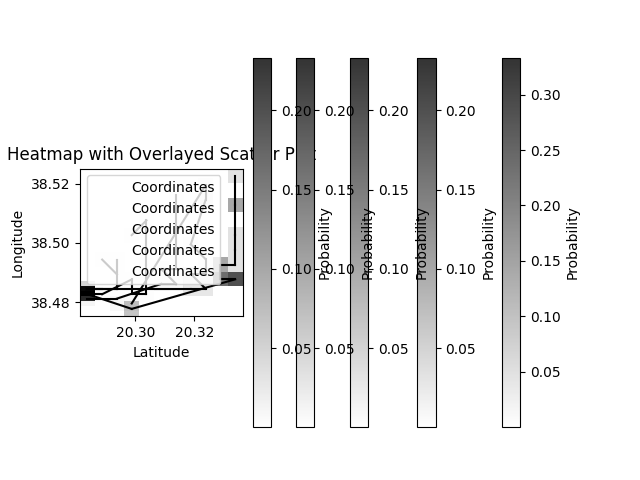 Heatmap with Overlayed Scatter Plot
38.52
38.50
38.48
Longitude
20.30 20.32
Latitude
Coordinates
Coordinates
Coordinates
Coordinates
Coordinates
0.20
0.15
0.10
0.05
Probability
0.20
0.15
0.10
0.05
Probability
0.20
0.15
0.10
0.05
Probability
0.20
0.15
0.10
0.05
Probability
0.30
0.25
0.20
0.15
0.10
0.05
Probability